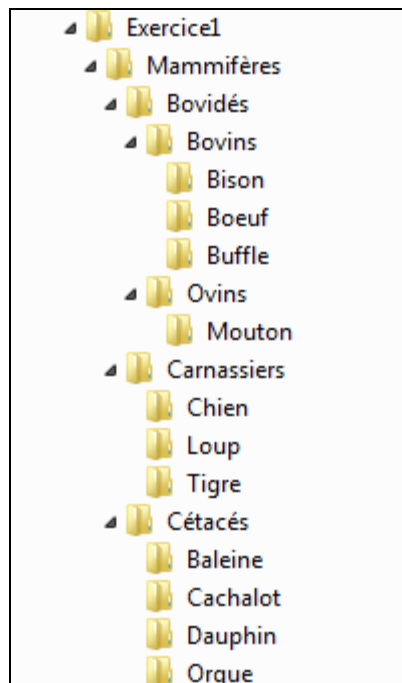 Exercice1
Mammifères
Bovidés
Bovins
Bison
Boeuf
Buffle
Ovins
Mouton
Carnassiers
Chien
Loup
Tigre
Cétacés
Baleine
Cachalot
Dauphin
Orque